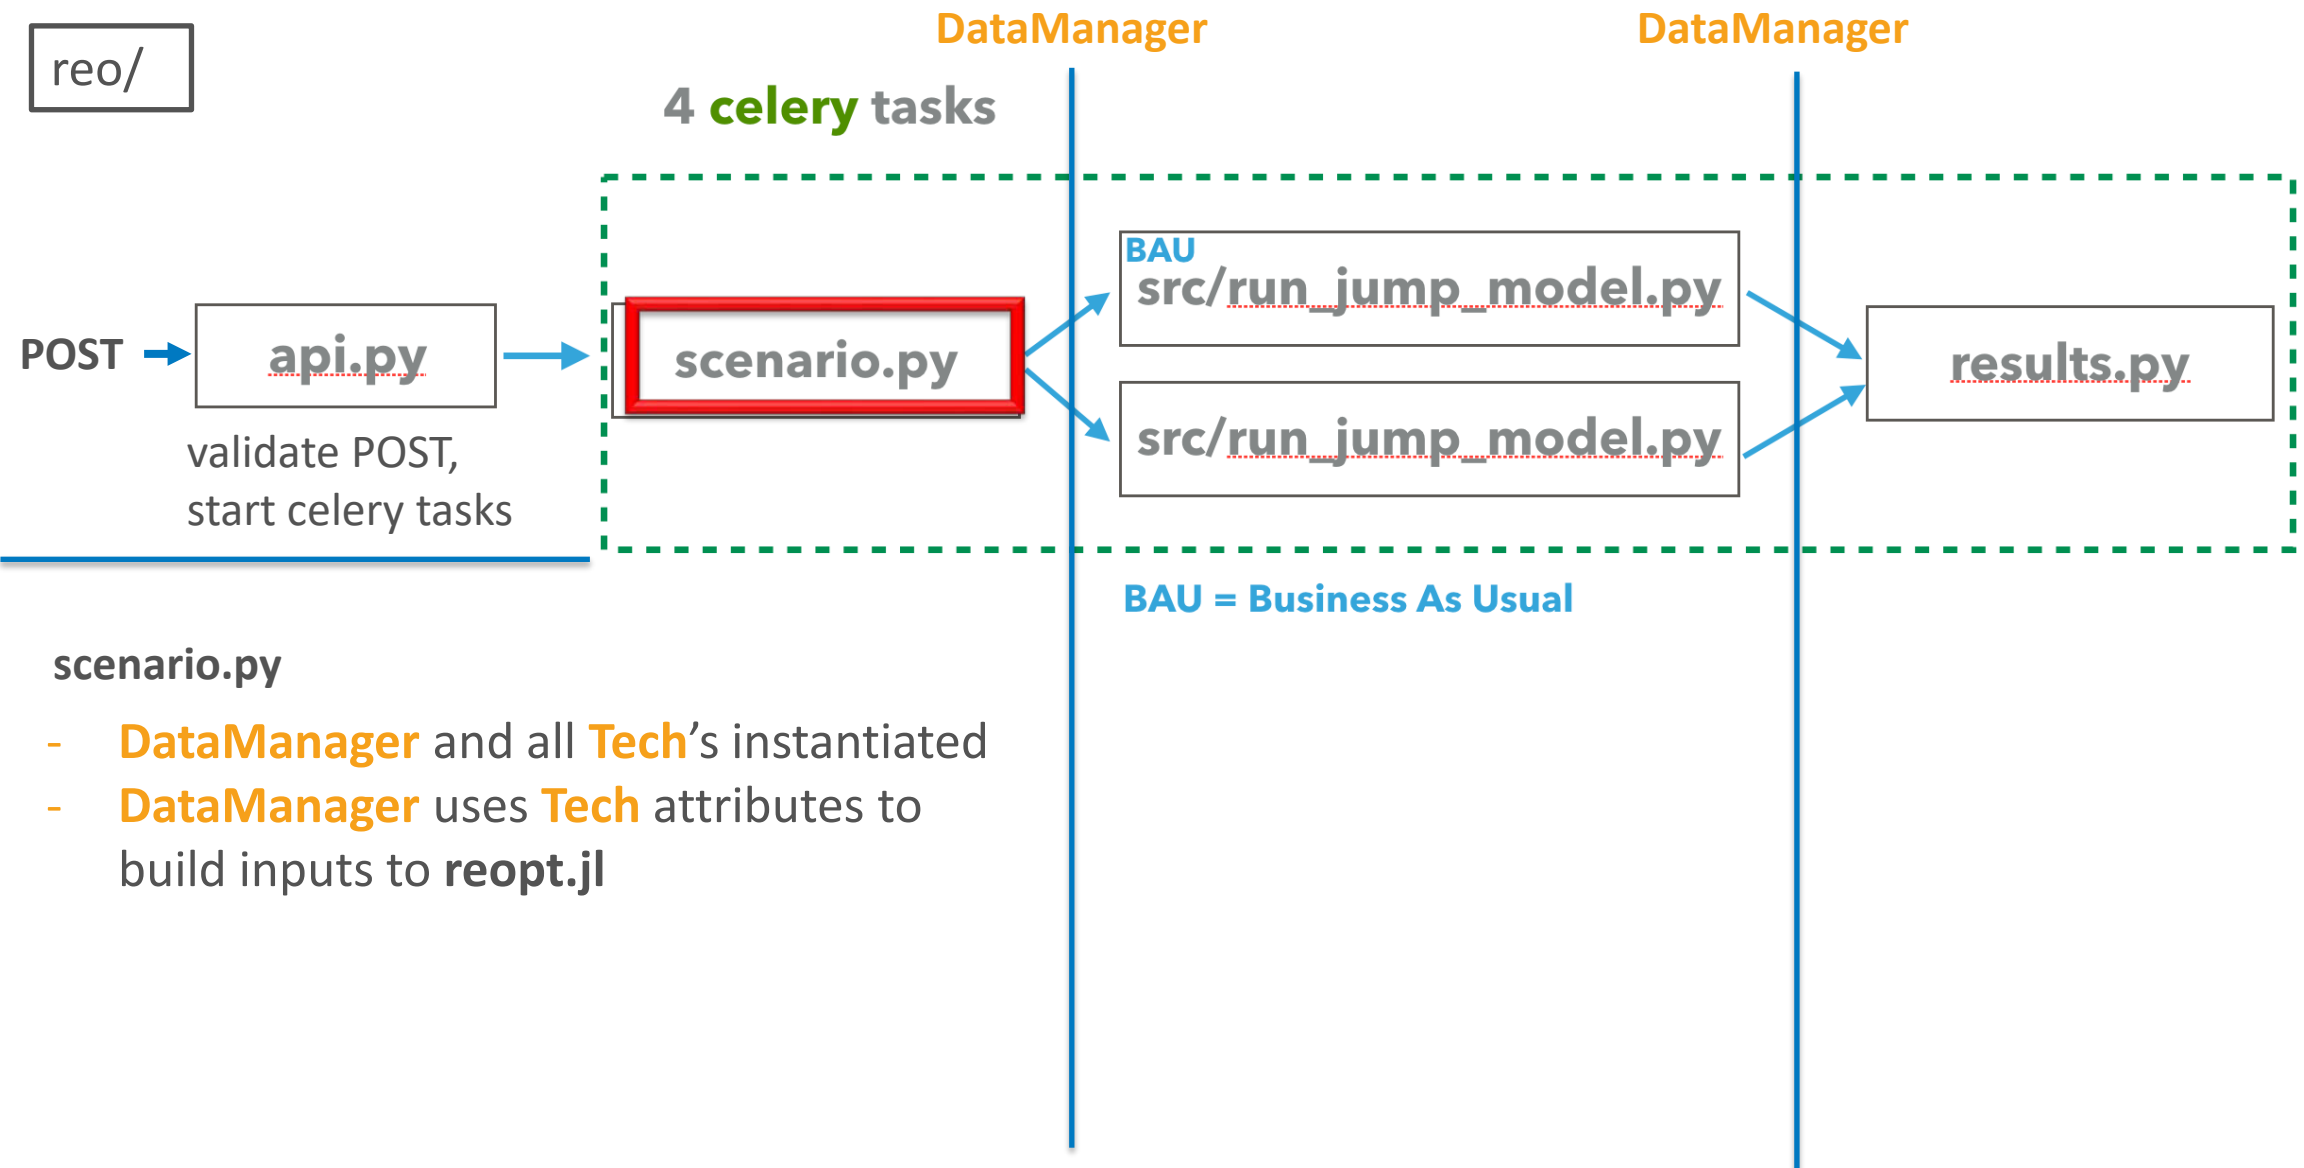 reo/
DataManager
DataManager
4 celery tasks
POST
api.py
validate POST,
start celery tasks
scenario.py
BAU
src/run_jump_model.py
src/run_jump_model.py
results.py
BAU = Business As Usual
scenario.py
- DataManager and all Tech’s instantiated
- DataManager uses Tech attributes to
build inputs to reopt.jl